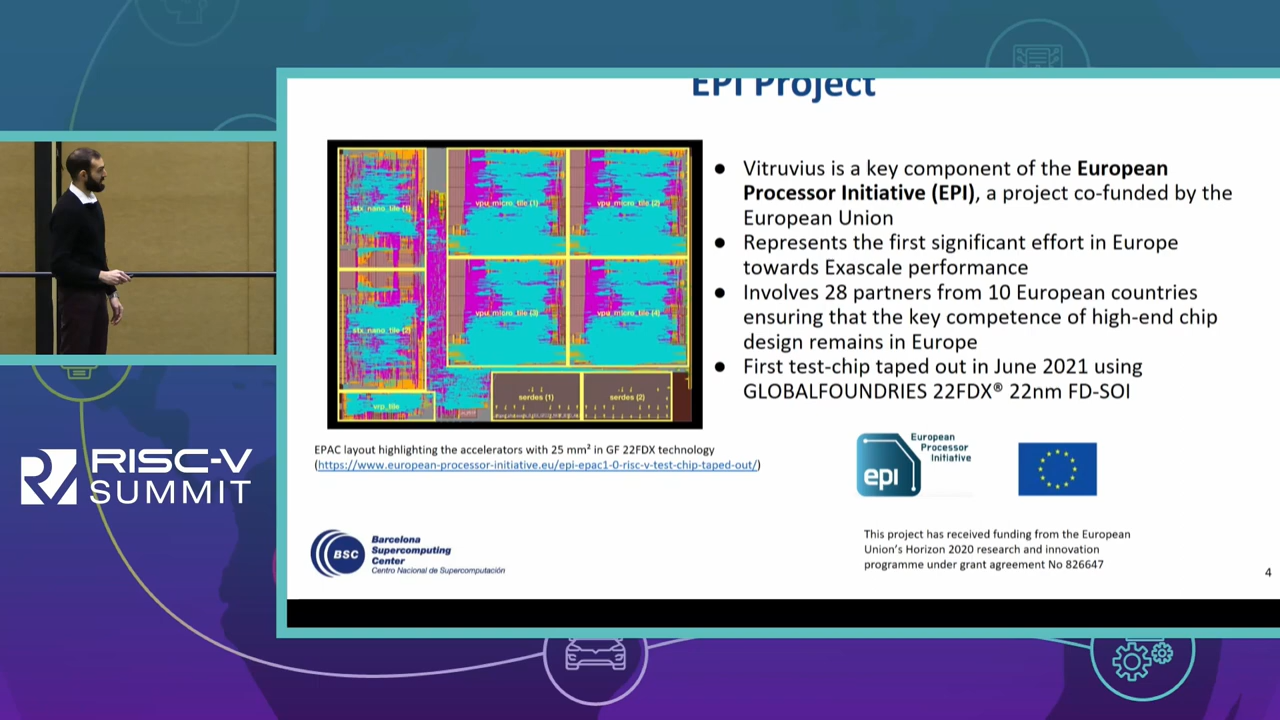 EPI Project
stx_nano_tile (1)
vpu_micro_tile (1)
vpu_micro_tile (2)
stx_nano_tile (2)
vpu_micro_tile (3)
vpu_micro_tile (4)
vrp_tile
serdes (1)
serdes (2)
EPAC layout highlighting the accelerators with 25 mm² in GF 22FDX technology
(https://www.european-processor-initiative.eu/epi-epac1-0-risc-v-test-chip-taped-out/)
● Vitruvius is a key component of the European
Processor Initiative (EPI), a project co-funded by the
European Union
● Represents the first significant effort in Europe
towards Exascale performance
● Involves 28 partners from 10 European countries
ensuring that the key competence of high-end chip
design remains in Europe
● First test-chip taped out in June 2021 using
GLOBALFOUNDRIES 22FDX® 22nm FD-SOI
epi
European
Processor
Initiative
RISC-V
SUMMIT
BSC
Barcelona
Supercomputing
Center
Centro Nacional de Supercomputación
This project has received funding from the European
Union's Horizon 2020 research and innovation
programme under grant agreement No 826647
4